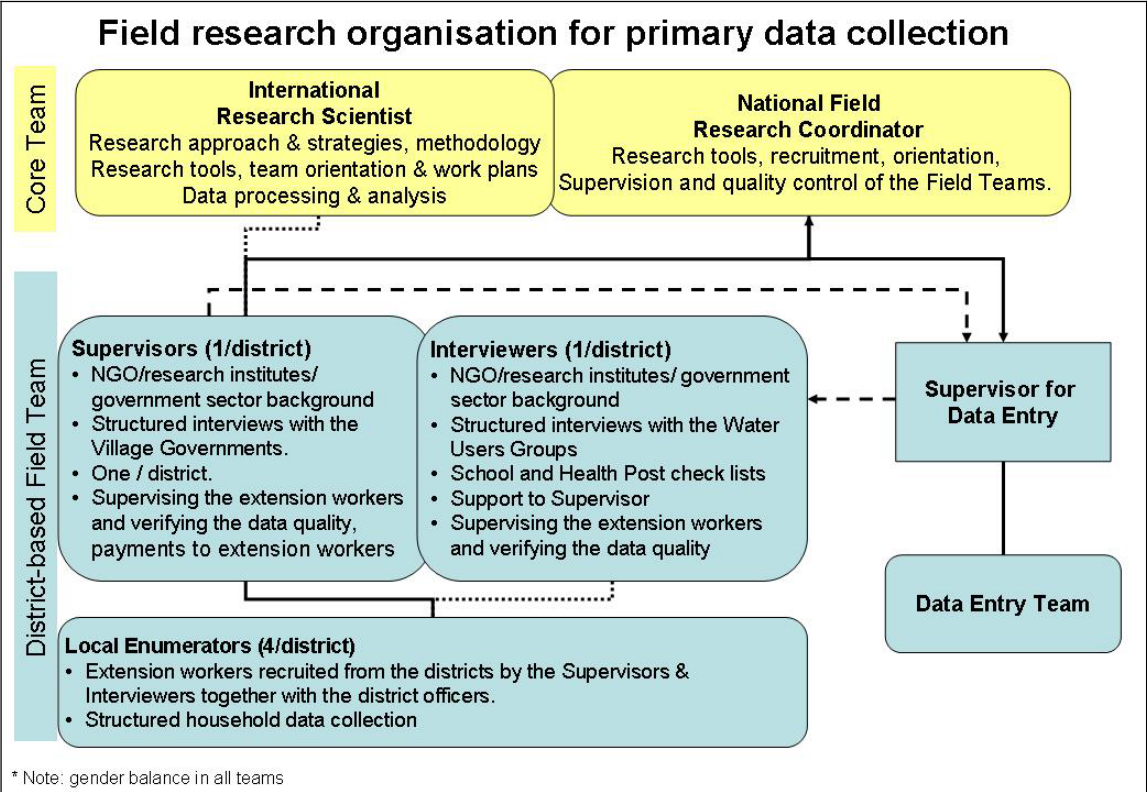 Field research organisation for primary data collection
Core Team
International
Research Scientist
Research approach & strategies, methodology
Research tools, team orientation & work plans
Data processing & analysis
National Field
Research Coordinator
Research tools, recruitment, orientation,
Supervision and quality control of the Field Teams.
District-based Field Team
Supervisors (1/district)
• NGO/research institutes/
government sector background
• Structured interviews with the
Village Governments.
• One / district.
• Supervising the extension workers
and verifying the data quality,
payments to extension workers
Interviewers (1/district)
• NGO/research institutes/ government
sector background
• Structured interviews with the Water
Users Groups
• School and Health Post check lists
• Support to Supervisor
• Supervising the extension workers
and verifying the data quality
Supervisor for
Data Entry
Data Entry Team
Local Enumerators (4/district)
• Extension workers recruited from the districts by the Supervisors &
Interviewers together with the district officers.
• Structured household data collection
* Note: gender balance in all teams